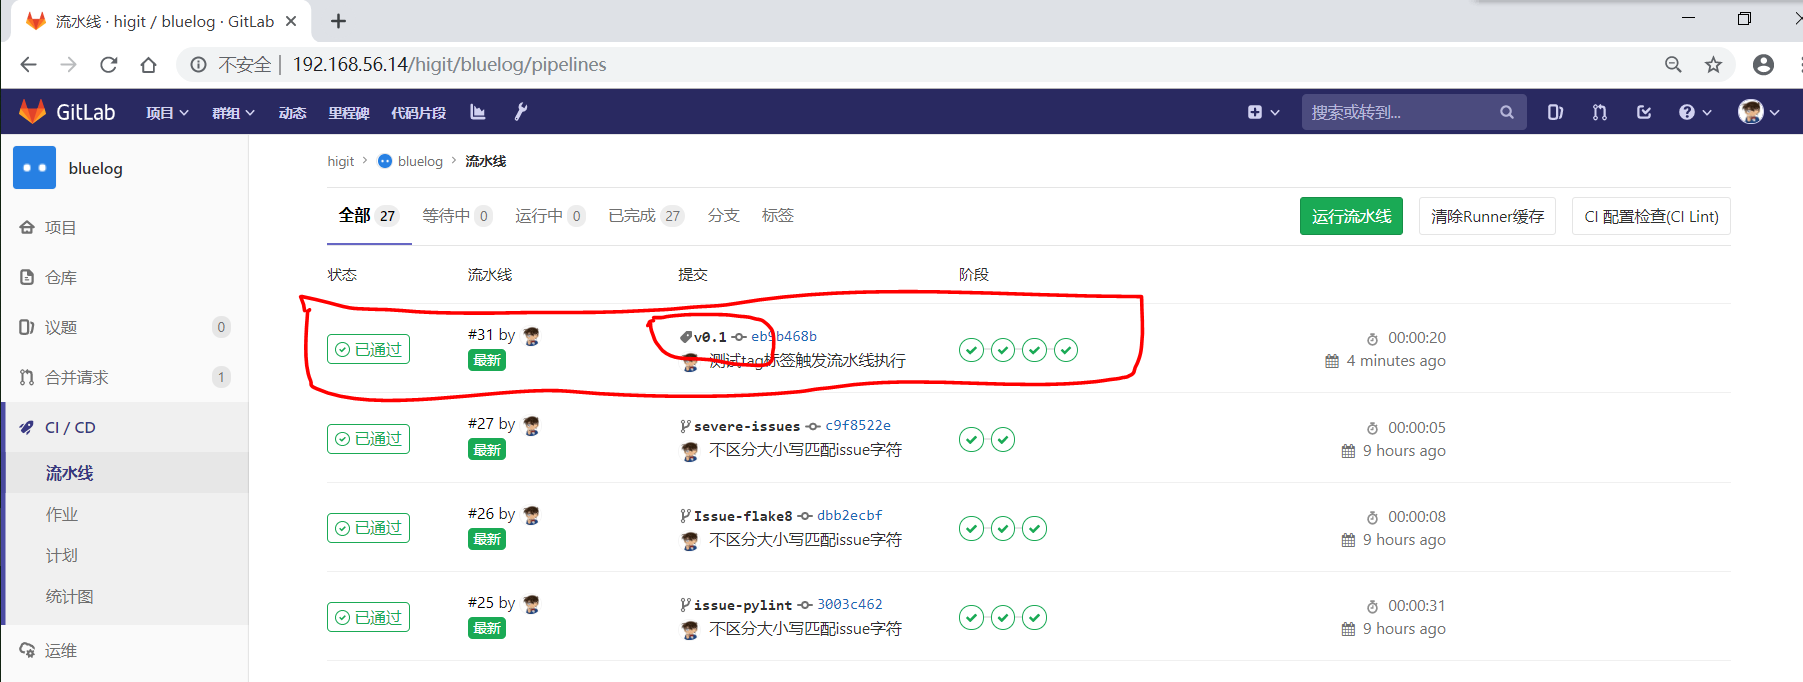 流水线 · higit / bluelog · GitLab
不安全 | 192.168.56.14/higit/bluelog/pipelines
GitLab 项目 群组 动态 里程碑 代码片段 搜索或转到...
bluelog
项目
仓库
议题 0
合并请求 1
CI / CD
流水线
作业
计划
统计图
运维
higit > bluelog > 流水线
全部 27 等待中 0 运行中 0 已完成 27 分支 标签 运行流水线 清除Runner缓存 CI 配置检查(CI Lint)
状态 流水线 提交 阶段
已通过 #31 by v0.1 eb9b468b 00:00:20
最新 测试tag标签触发流水线执行 4 minutes ago
已通过 #27 by severe-issues c9f8522e 00:00:05
最新 不区分大小写匹配issue字符 9 hours ago
已通过 #26 by Issue-flake8 dbb2ecbf 00:00:08
最新 不区分大小写匹配issue字符 9 hours ago
已通过 #25 by issue-pylint 3003c462 00:00:31
最新 不区分大小写匹配issue字符 9 hours ago